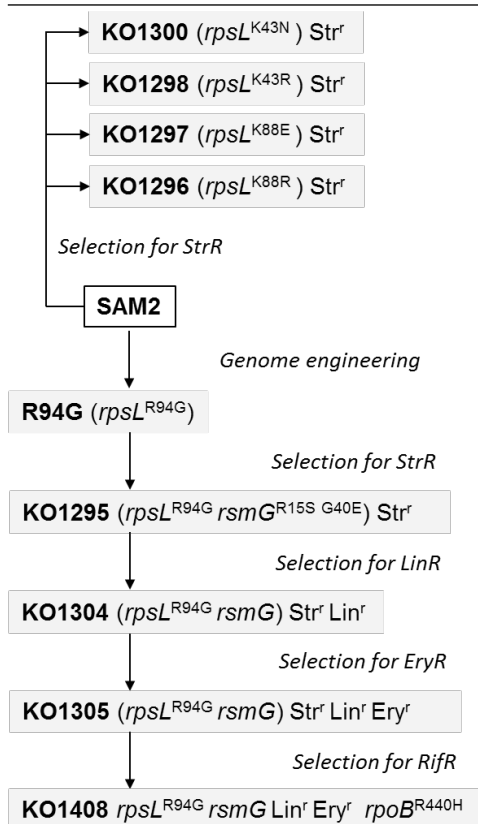 KO1300 (rpsLK43N ) Strr
KO1298 (rpsLK43R ) Strr
KO1297 (rpsLK88E ) Strr
KO1296 (rpsLK88R ) Strr
Selection for StrR
SAM2
Genome engineering
R94G (rpsLR94G)
Selection for StrR
KO1295 (rpsLR94G rsmGR15S G40E) Strr
Selection for LinR
KO1304 (rpsLR94G rsmG) Strr Linr
Selection for EryR
KO1305 (rpsLR94G rsmG) Strr Linr Eryr
Selection for RifR
KO1408 rpsLR94G rsmG Linr Eryr rpoBR440H